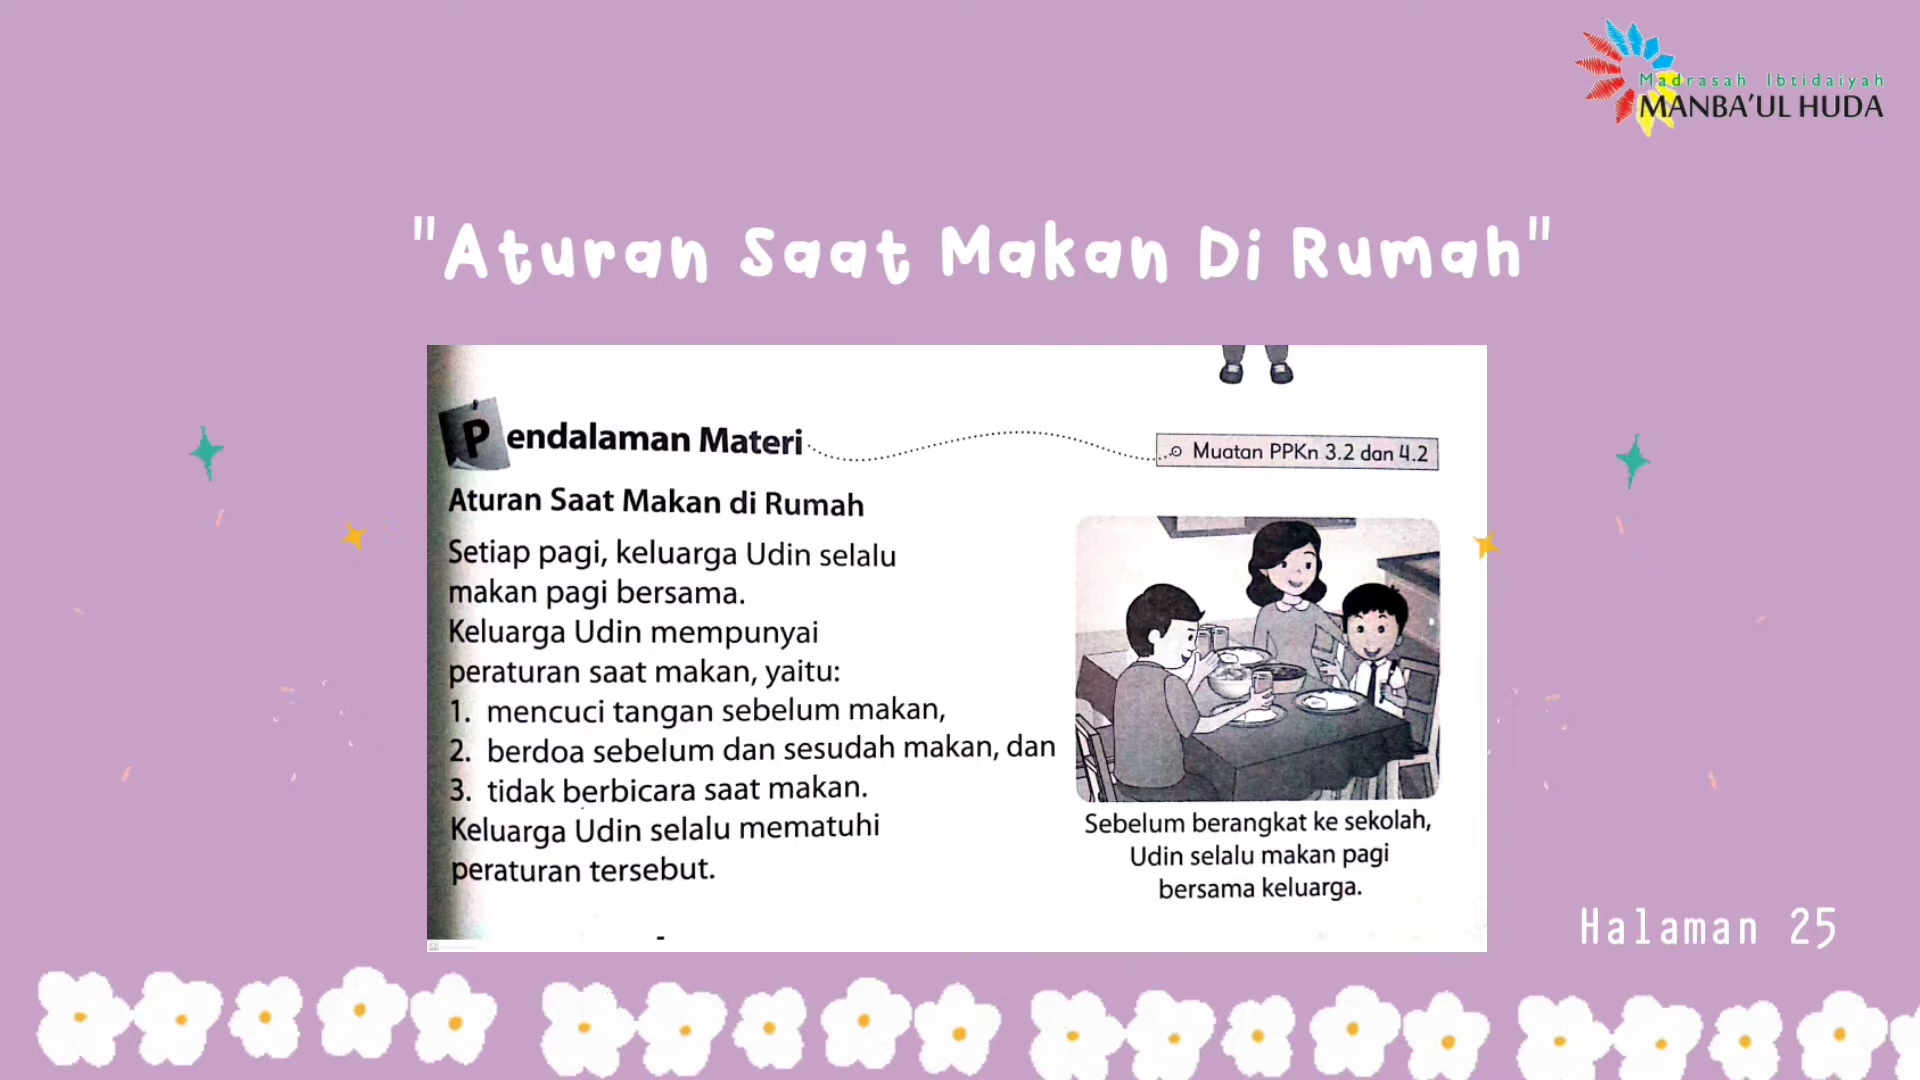 Madrasah Ibtidaiyah
MANBA'UL HUDA
"Aturan Saat Makan Di Rumah"
Pendalaman Materi
Muatan PPKn 3.2 dan 4.2
Aturan Saat Makan di Rumah
Setiap pagi, keluarga Udin selalu
makan pagi bersama.
Keluarga Udin mempunyai
peraturan saat makan, yaitu:
1. mencuci tangan sebelum makan,
2. berdoa sebelum dan sesudah makan, dan
3. tidak berbicara saat makan.
Keluarga Udin selalu mematuhi
peraturan tersebut.
Sebelum berangkat ke sekolah,
Udin selalu makan pagi
bersama keluarga.
Halaman 25